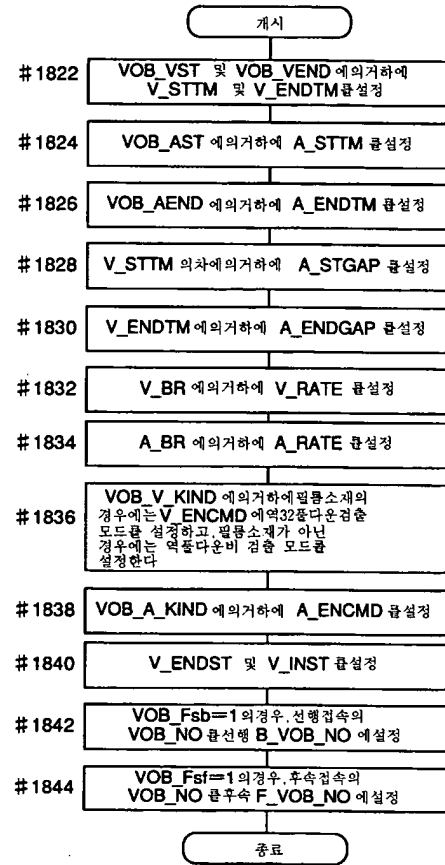 개시
#1822
VOB_VST 및 VOB_VEND 에의거하에
V_STTM 및 V_ENDTM 를설정
#1824
VOB_AST 에의거하에 A_STTM 를설정
#1826
VOB_AEND 에의거하에 A_ENDTM 를설정
#1828
V_STTM 의차에의거하에 A_STGAP 를설정
#1830
V_ENDTM 에의거하에 A_ENDGAP 를설정
#1832
V_BR 에의거하에 V_RATE 를설정
#1834
A_BR 에의거하에 A_RATE 를설정
#1836
VOB_V_KIND 에의거하에필름소재의
경우에는 V_ENCMD 에역32풀다운검출
모드를 설정하고,필름소재가 아닌
경우에는 역풀다운비 검출 모드를
설정한다
#1838
VOB_A_KIND 에의거하에 A_ENCMD 를설정
#1840
V_ENDST 및 V_INST 를설정
#1842
VOB_Fsb=1의경우,선행접속의
VOB_NO 를선행 B_VOB_NO 에설정
#1844
VOB_Fsf=1의경우,후속접속의
VOB_NO 를후속 F_VOB_NO 에설정
종료